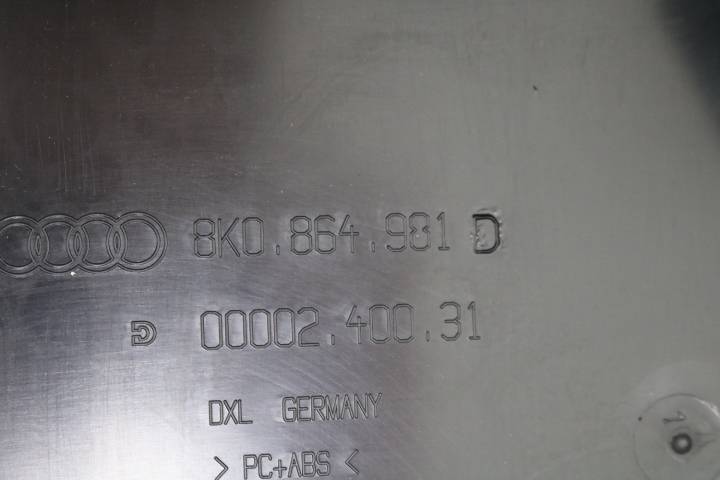 8K0.864.981 D
00002.400.31
DXL GERMANY
> PC+ABS <